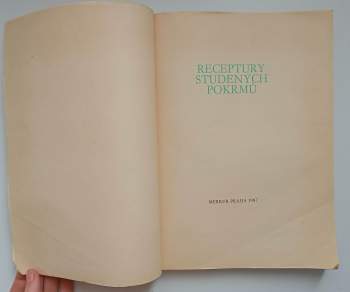 RECEPTURY
STUDENÝCH
POKRMŮ
MERKUR PRAHA 1987